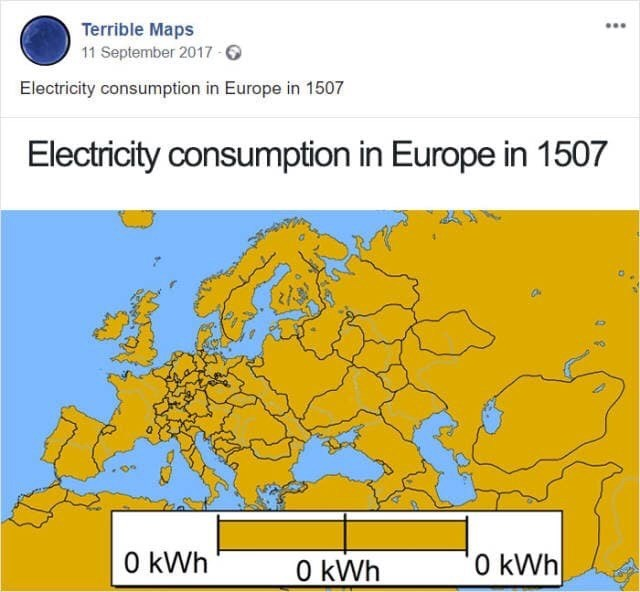 Terrible Maps
11 September 2017 ·
Electricity consumption in Europe in 1507
Electricity consumption in Europe in 1507
0 kWh
0 kWh
0 kWh